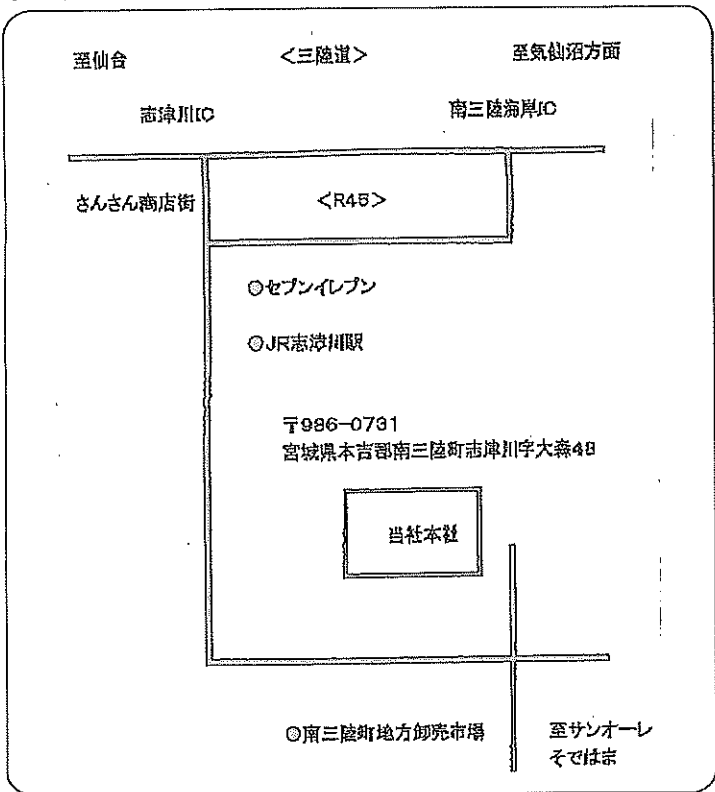 至仙台 <三陸道> 至気仙沼方面
志津川IC 南三陸海岸IC
さんさん商店街 <R45>
◎セブンイレブン
◎JR志津川駅
〒986-0731
宮城県本吉郡南三陸町志津川字大森48
当社本社
◎南三陸町地方卸売市場 至サンオーレ
そではま